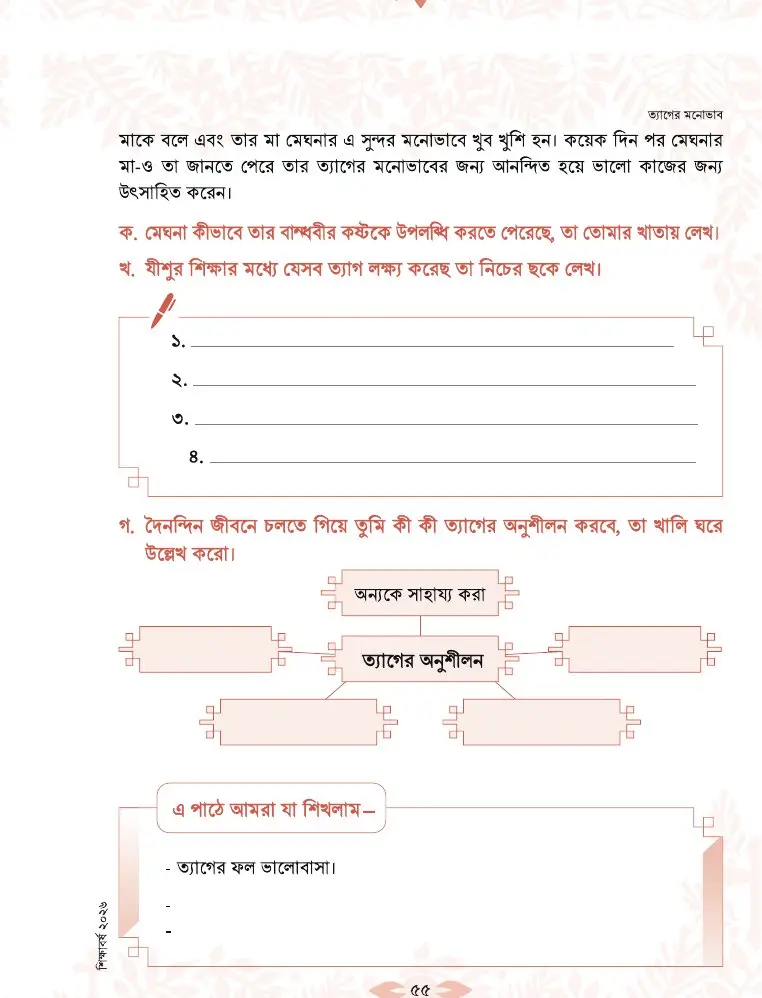 ত্যাগের মনোভাব
মাকে বলে এবং তার মা মেঘনার এ সুন্দর মনোভাবে খুব খুশি হন। কয়েক দিন পর মেঘনার
মা-ও তা জানতে পেরে তার ত্যাগের মনোভাবের জন্য আনন্দিত হয়ে ভালো কাজের জন্য
উৎসাহিত করেন।
ক. মেঘনা কীভাবে তার বান্ধবীর কষ্টকে উপলব্ধি করতে পেরেছে, তা তোমার খাতায় লেখ।
খ. যীশুর শিক্ষার মধ্যে যেসব ত্যাগ লক্ষ্য করেছ তা নিচের ছকে লেখ।
১.
২.
৩.
৪.
গ. দৈনন্দিন জীবনে চলতে গিয়ে তুমি কী কী ত্যাগের অনুশীলন করবে, তা খালি ঘরে
উল্লেখ করো।
অন্যকে সাহায্য করা
ত্যাগের অনুশীলন
এ পাঠে আমরা যা শিখলাম–
- ত্যাগের ফল ভালোবাসা।
-
-
শিক্ষাবর্ষ ২০২৬
৫৫